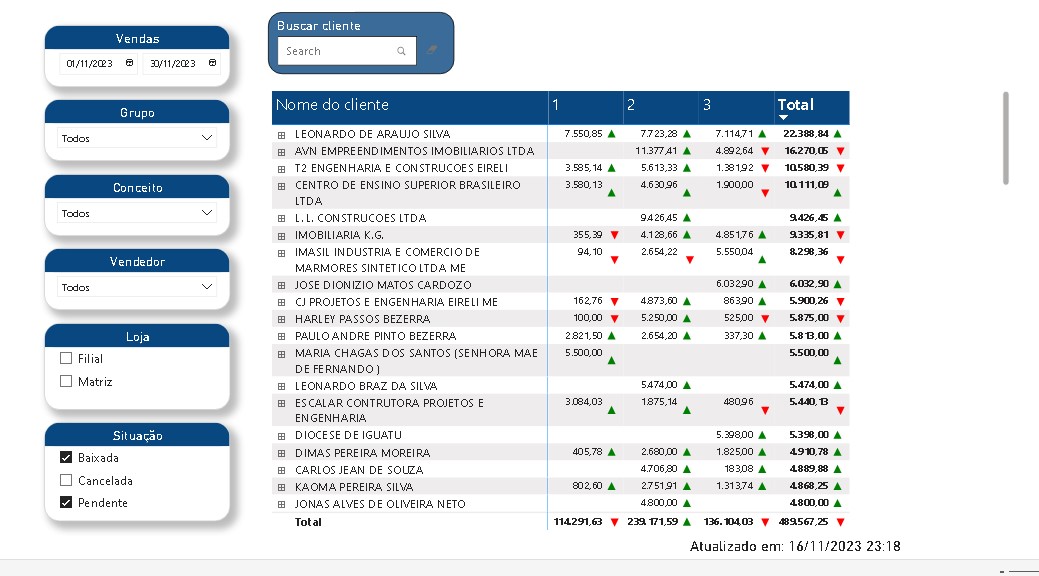 Vendas
01/11/2023 30/11/2023
Grupo
Todos
Conceito
Todos
Vendedor
Todos
Loja
Filial
Matriz
Situação
Baixada
Cancelada
Pendente
Buscar cliente
Search
Nome do cliente 1 2 3 Total
LEONARDO DE ARAUJO SILVA 7.550,85 7.723,28 7.114,71 22.388,84
AVN EMPREENDIMENTOS IMOBILIARIOS LTDA 11.377,41 4.892,64 16.270,05
T2 ENGENHARIA E CONSTRUCOES EIRELI 3.585,14 5.613,33 1.381,92 10.580,39
CENTRO DE ENSINO SUPERIOR BRASILEIRO 3.580,13 4.630,96 1.900,00 10.111,09
LTDA
L. L. CONSTRUCOES LTDA 9.426,45 9.426,45
IMOBILIARIA K.G. 355,39 4.128,66 4.851,76 9.335,81
IMASIL INDUSTRIA E COMERCIO DE 94,10 2.654,22 5.550,04 8.298,36
MARMORES SINTETICO LTDA ME
JOSE DIONIZIO MATOS CARDOZO 6.032,90 6.032,90
CJ PROJETOS E ENGENHARIA EIRELI ME 162,76 4.873,60 863,90 5.900,26
HARLEY PASSOS BEZERRA 100,00 5.250,00 525,00 5.875,00
PAULO ANDRE PINTO BEZERRA 2.821,50 2.654,20 337,30 5.813,00
MARIA CHAGAS DOS SANTOS (SENHORA MAE 5.500,00 5.500,00
DE FERNANDO )
LEONARDO BRAZ DA SILVA 5.474,00 5.474,00
ESCALAR CONTRUTORA PROJETOS E 3.084,03 1.875,14 480,96 5.440,13
ENGENHARIA
DIOCESE DE IGUATU 5.398,00 5.398,00
DIMAS PEREIRA MOREIRA 405,78 2.680,00 1.825,00 4.910,78
CARLOS JEAN DE SOUZA 4.706,80 183,08 4.889,88
KAOMA PEREIRA SILVA 802,60 2.751,91 1.313,74 4.868,25
JONAS ALVES DE OLIVEIRA NETO 4.800,00 4.800,00
Total 114.291,63 239.171,59 136.104,03 489.567,25
Atualizado em: 16/11/2023 23:18